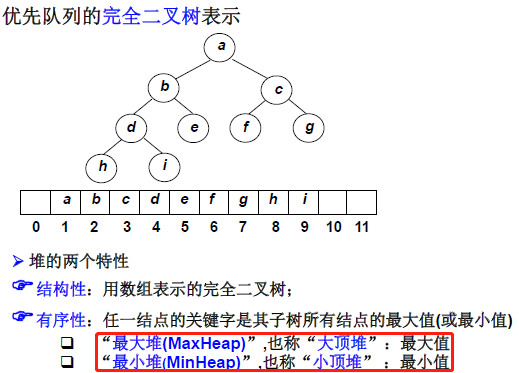 优先队列的完全二叉树表示
a
b c
d e f g
h i
a b c d e f g h i
0 1 2 3 4 5 6 7 8 9 10 11
堆的两个特性
结构性：用数组表示的完全二叉树；
有序性：任一结点的关键字是其子树所有结点的最大值(或最小值)
“最大堆(MaxHeap)”,也称“大顶堆”：最大值
“最小堆(MinHeap)”,也称“小顶堆”：最小值